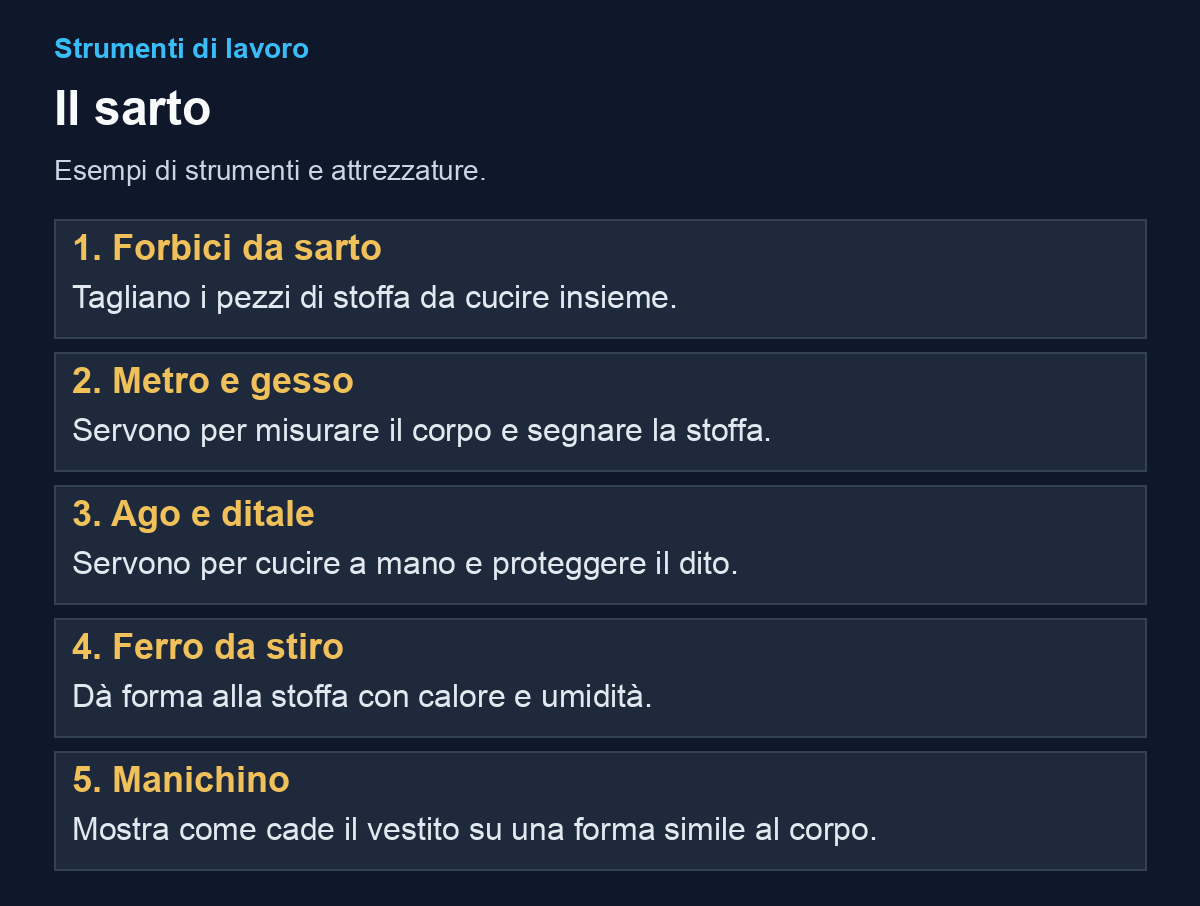 Strumenti di lavoro
Il sarto
Esempi di strumenti e attrezzature.
1. Forbici da sarto
Tagliano i pezzi di stoffa da cucire insieme.
2. Metro e gesso
Servono per misurare il corpo e segnare la stoffa.
3. Ago e ditale
Servono per cucire a mano e proteggere il dito.
4. Ferro da stiro
Dà forma alla stoffa con calore e umidità.
5. Manichino
Mostra come cade il vestito su una forma simile al corpo.